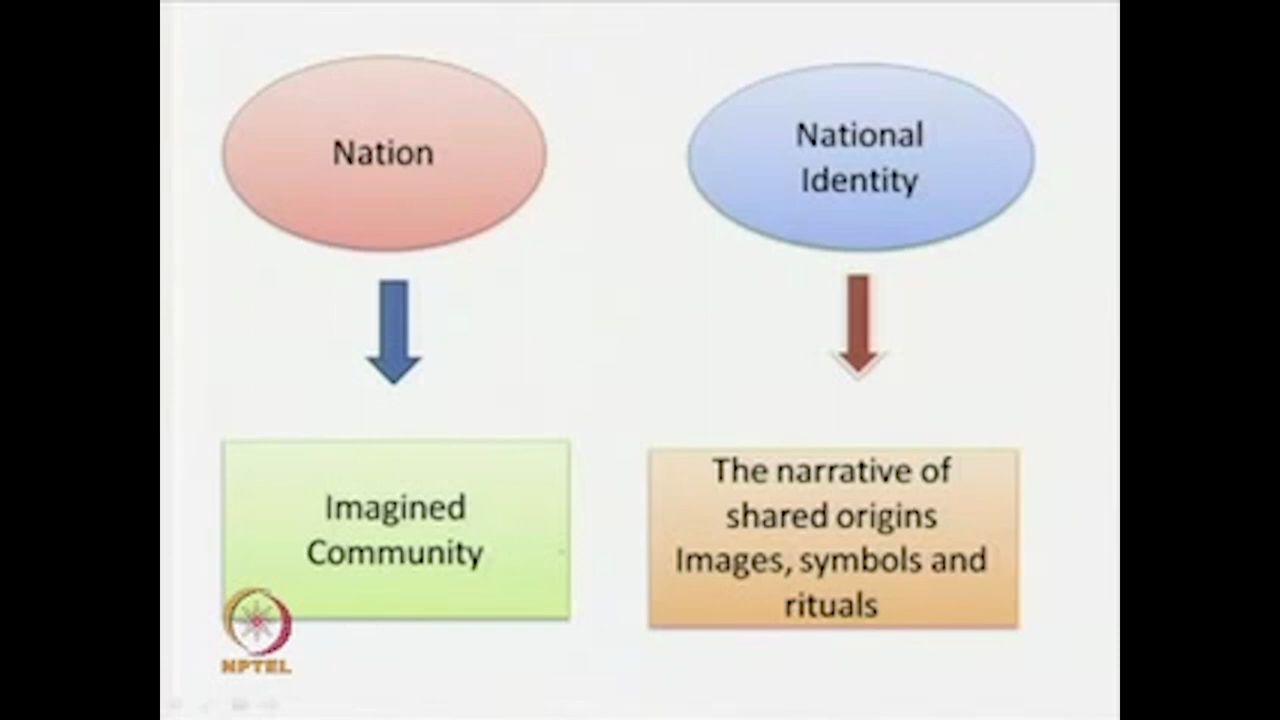 Nation
National
Identity
Imagined
Community
The narrative of
shared origins
Images, symbols and
rituals
NPTEL